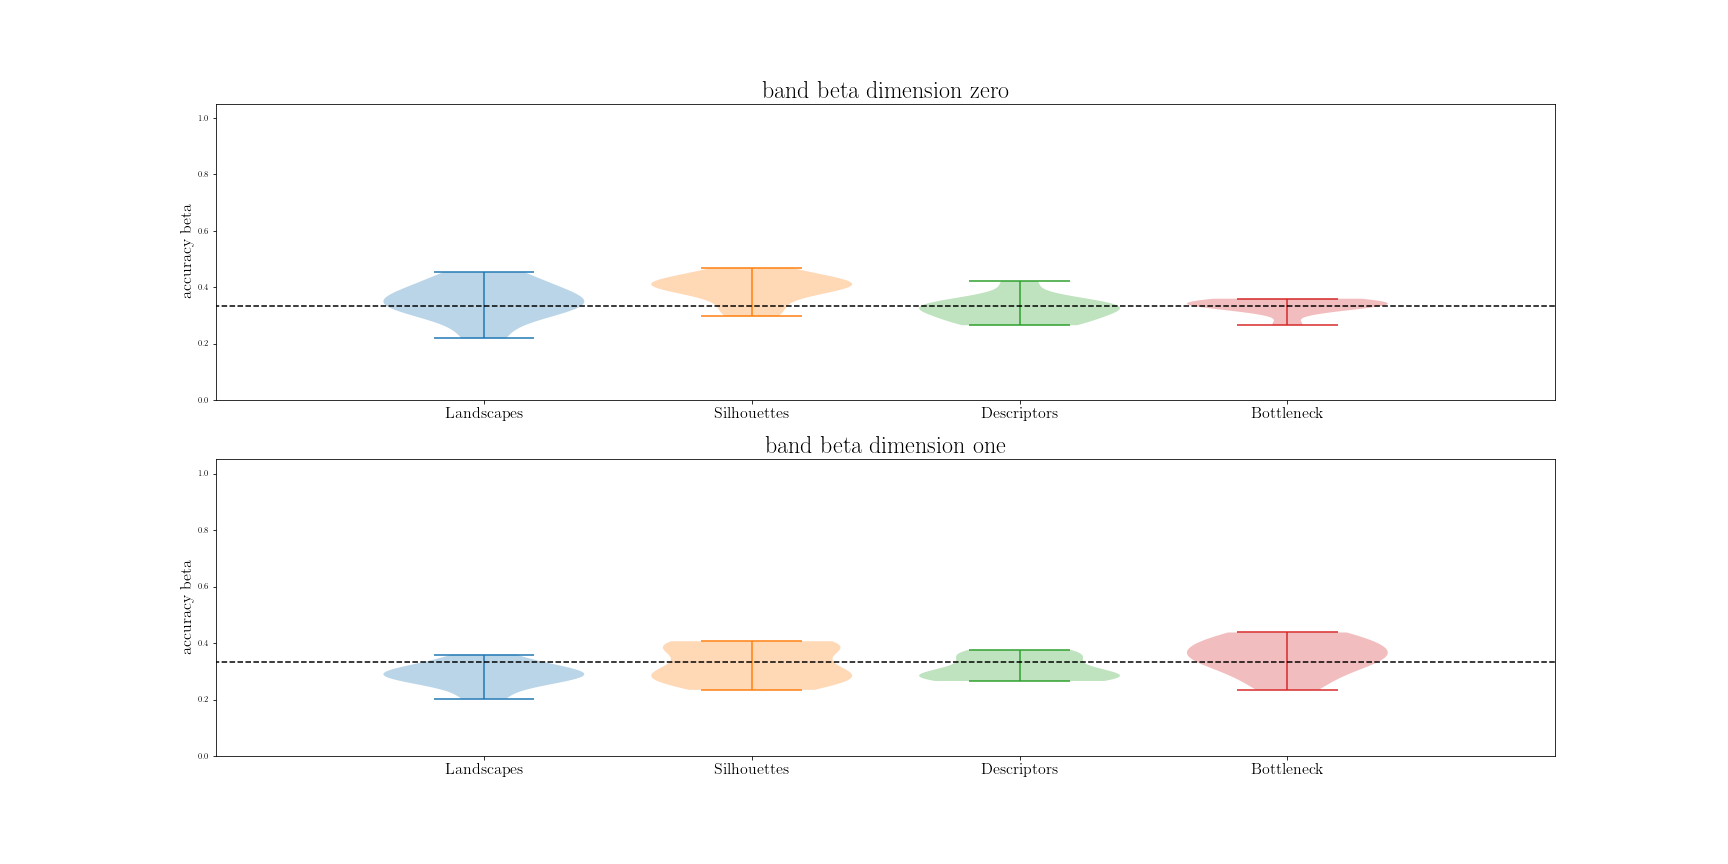 band beta dimension zero
accuracy beta
1.0
0.8
0.6
0.4
0.2
0.0
Landscapes Silhouettes Descriptors Bottleneck
band beta dimension one
accuracy beta
1.0
0.8
0.6
0.4
0.2
0.0
Landscapes Silhouettes Descriptors Bottleneck